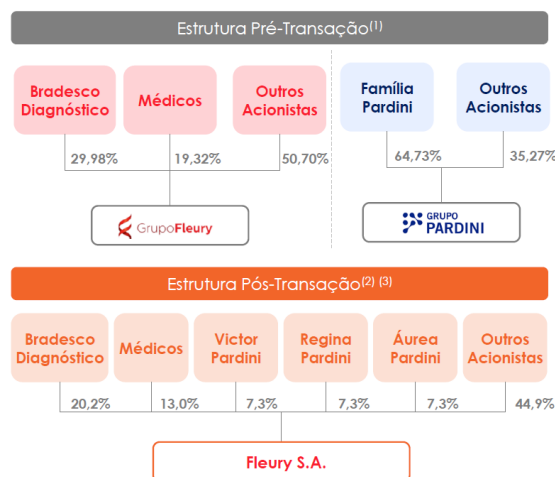 Estrutura Pré-Transação(1)
Bradesco
Diagnóstico
Médicos
Outros
Acionistas
Família
Pardini
Outros
Acionistas
29,98%
19,32%
50,70%
64,73%
35,27%
GrupoFleury
GRUPO
PARDINI
Estrutura Pós-Transação(2) (3)
Bradesco
Diagnóstico
Médicos
Victor
Pardini
Regina
Pardini
Áurea
Pardini
Outros
Acionistas
20,2%
13,0%
7,3%
7,3%
7,3%
44,9%
Fleury S.A.